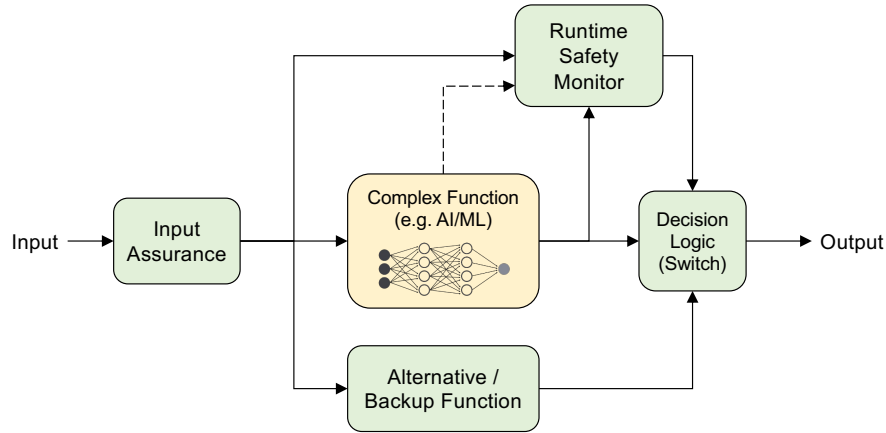 Runtime
Safety
Monitor
Complex Function
(e.g. AI/ML)
Input
Input
Assurance
Decision
Logic
(Switch)
Output
Alternative /
Backup Function